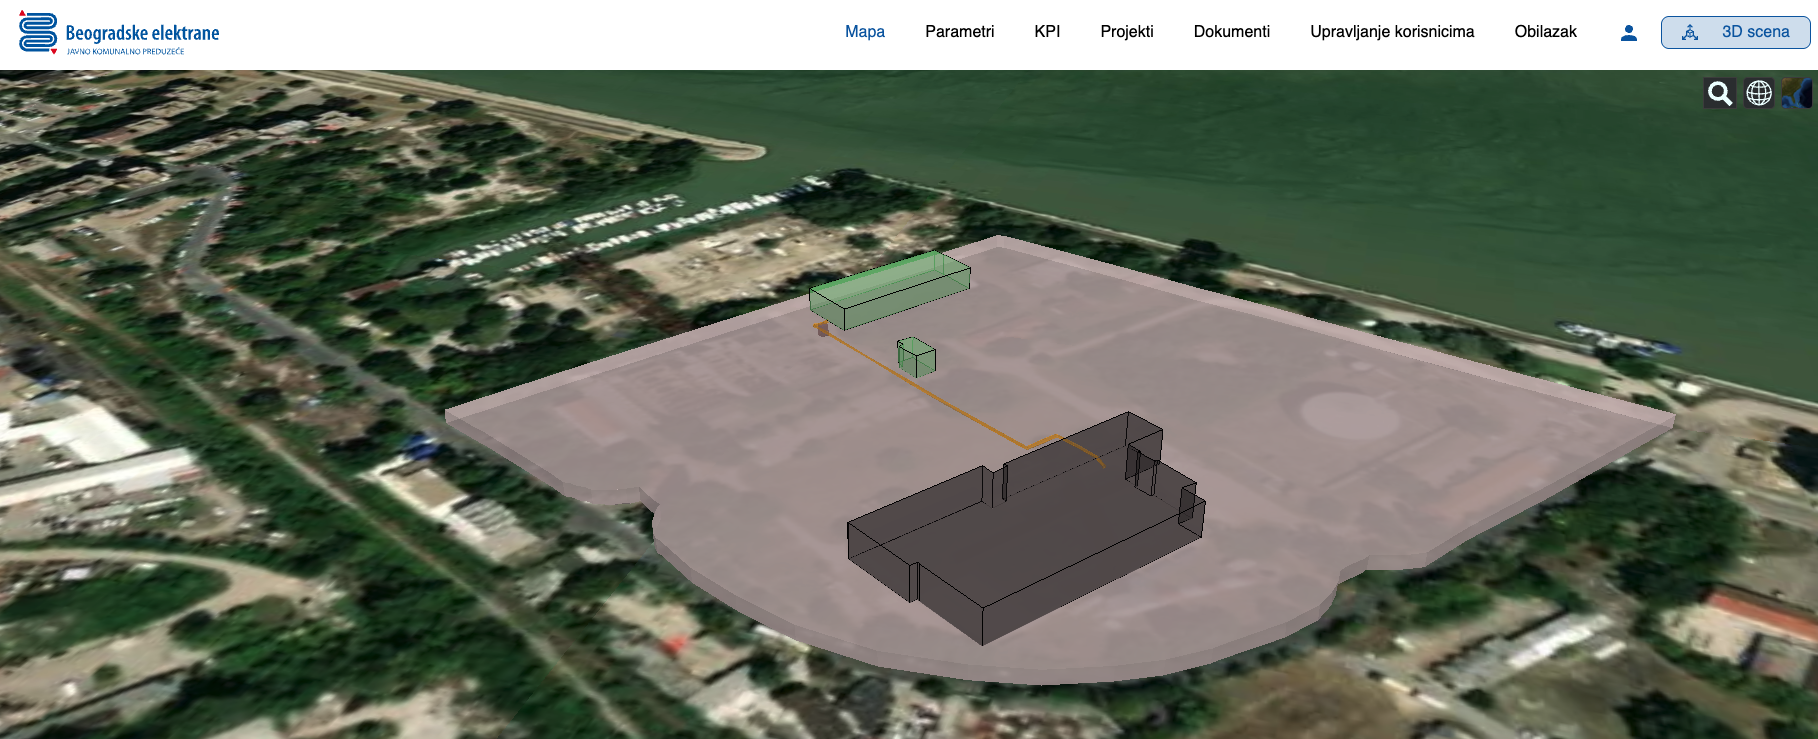 Beogradske elektrane
JAVNO KOMUNALNO PREDUZEĆE
Mapa
Parametri
KPI
Projekti
Dokumenti
Upravljanje korisnicima
Obilazak
3D scena